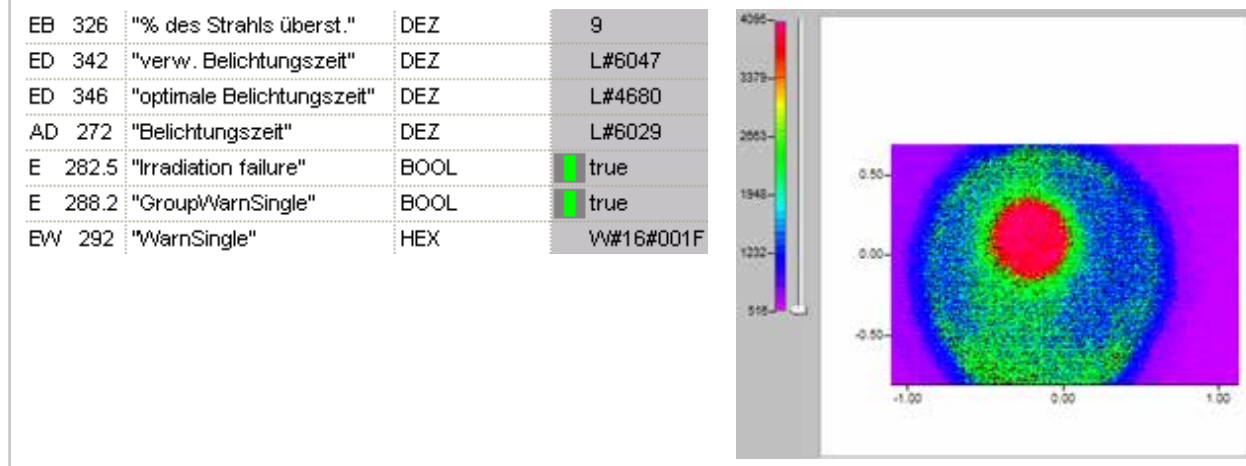 EB 326 "% des Strahls überst." DEZ 9
ED 342 "verw. Belichtungszeit" DEZ L#6047
ED 346 "optimale Belichtungszeit" DEZ L#4680
AD 272 "Belichtungszeit" DEZ L#6029
E 282.5 "Irradiation failure" BOOL true
E 288.2 "GroupWarnSingle" BOOL true
EW 292 "WarnSingle" HEX W#16#001F
4095
3379
2663
1948
1232
516
0.50
0.00
-0.50
-1.00 0.00 1.00